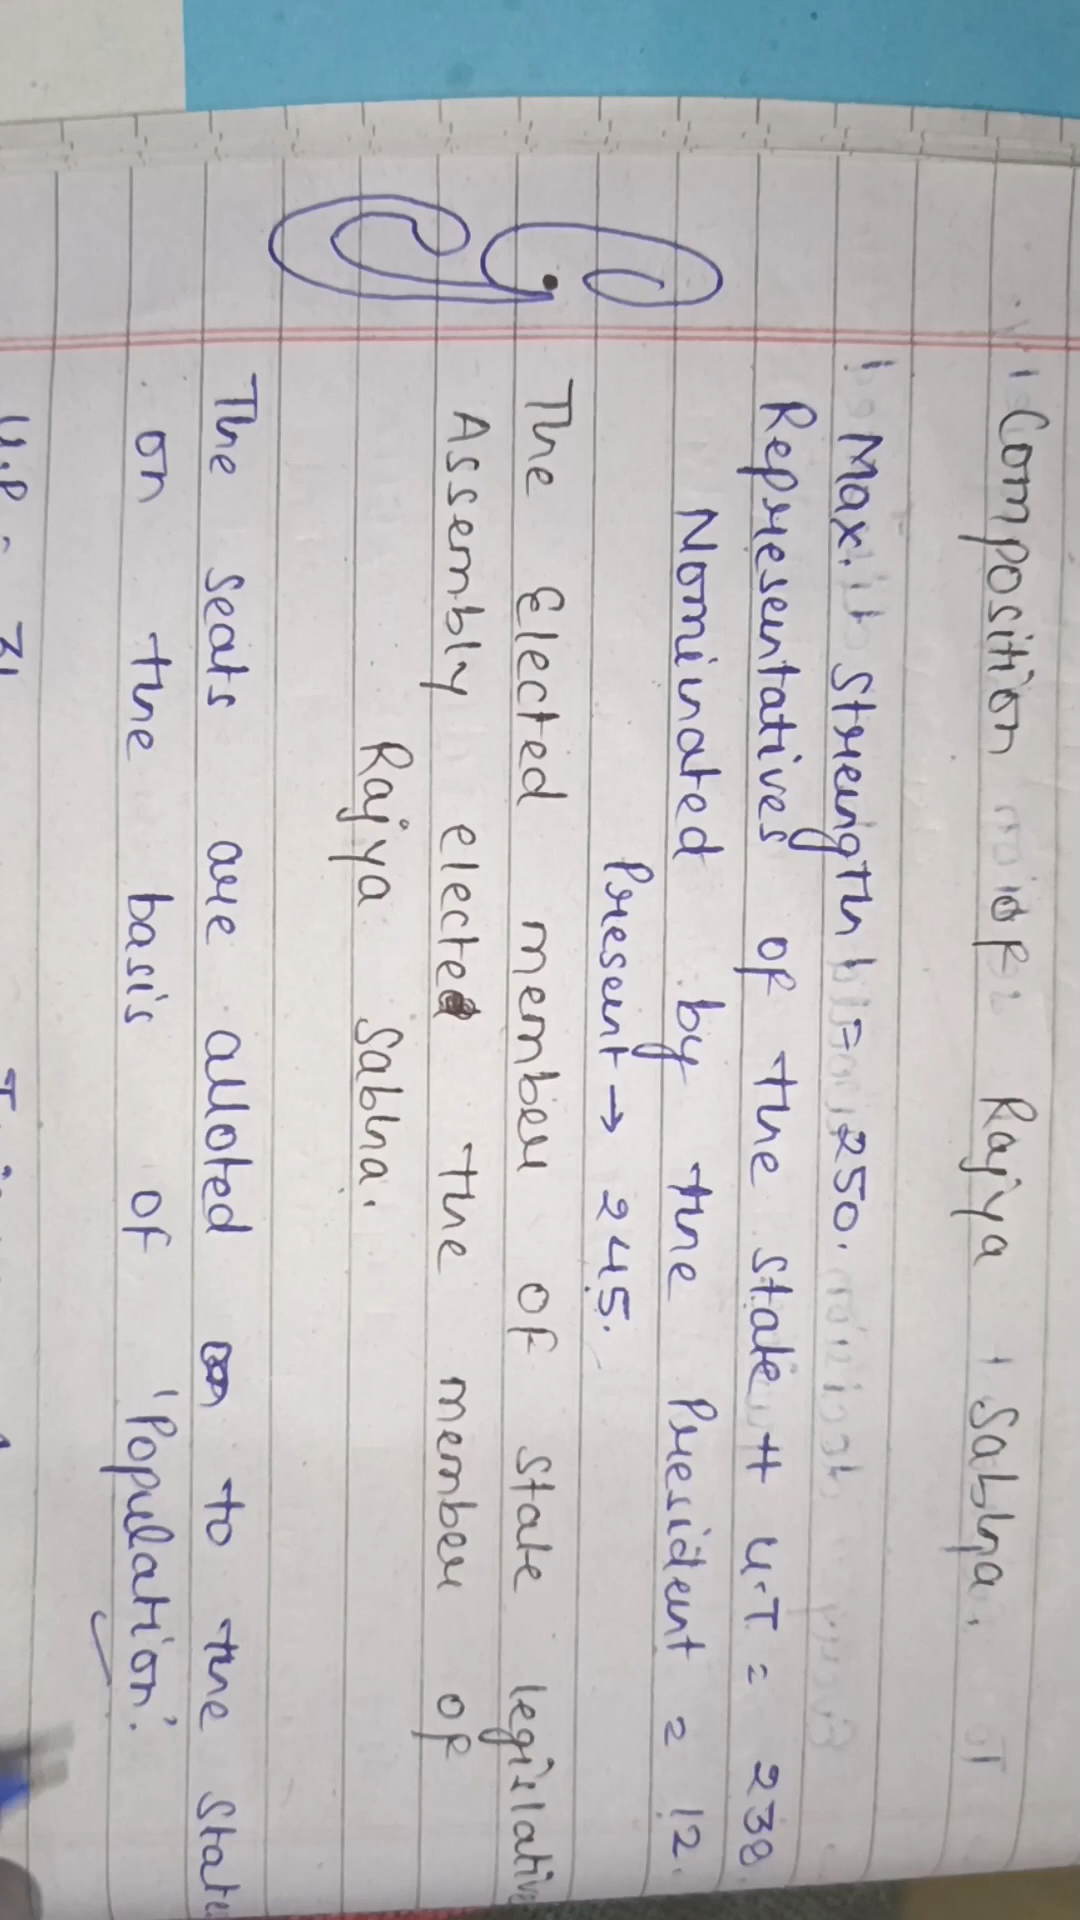 Composition of Rajya Sabha.
Max. Strength = 250.
Representatives of the state + U.T = 238.
Nominated by the President = 12.
Present → 245.
The Elected member of state legislative
Assembly elected the member of
Rajya Sabha.
The seats are alloted to the state
on the basis of 'Population'.
U.P - 31